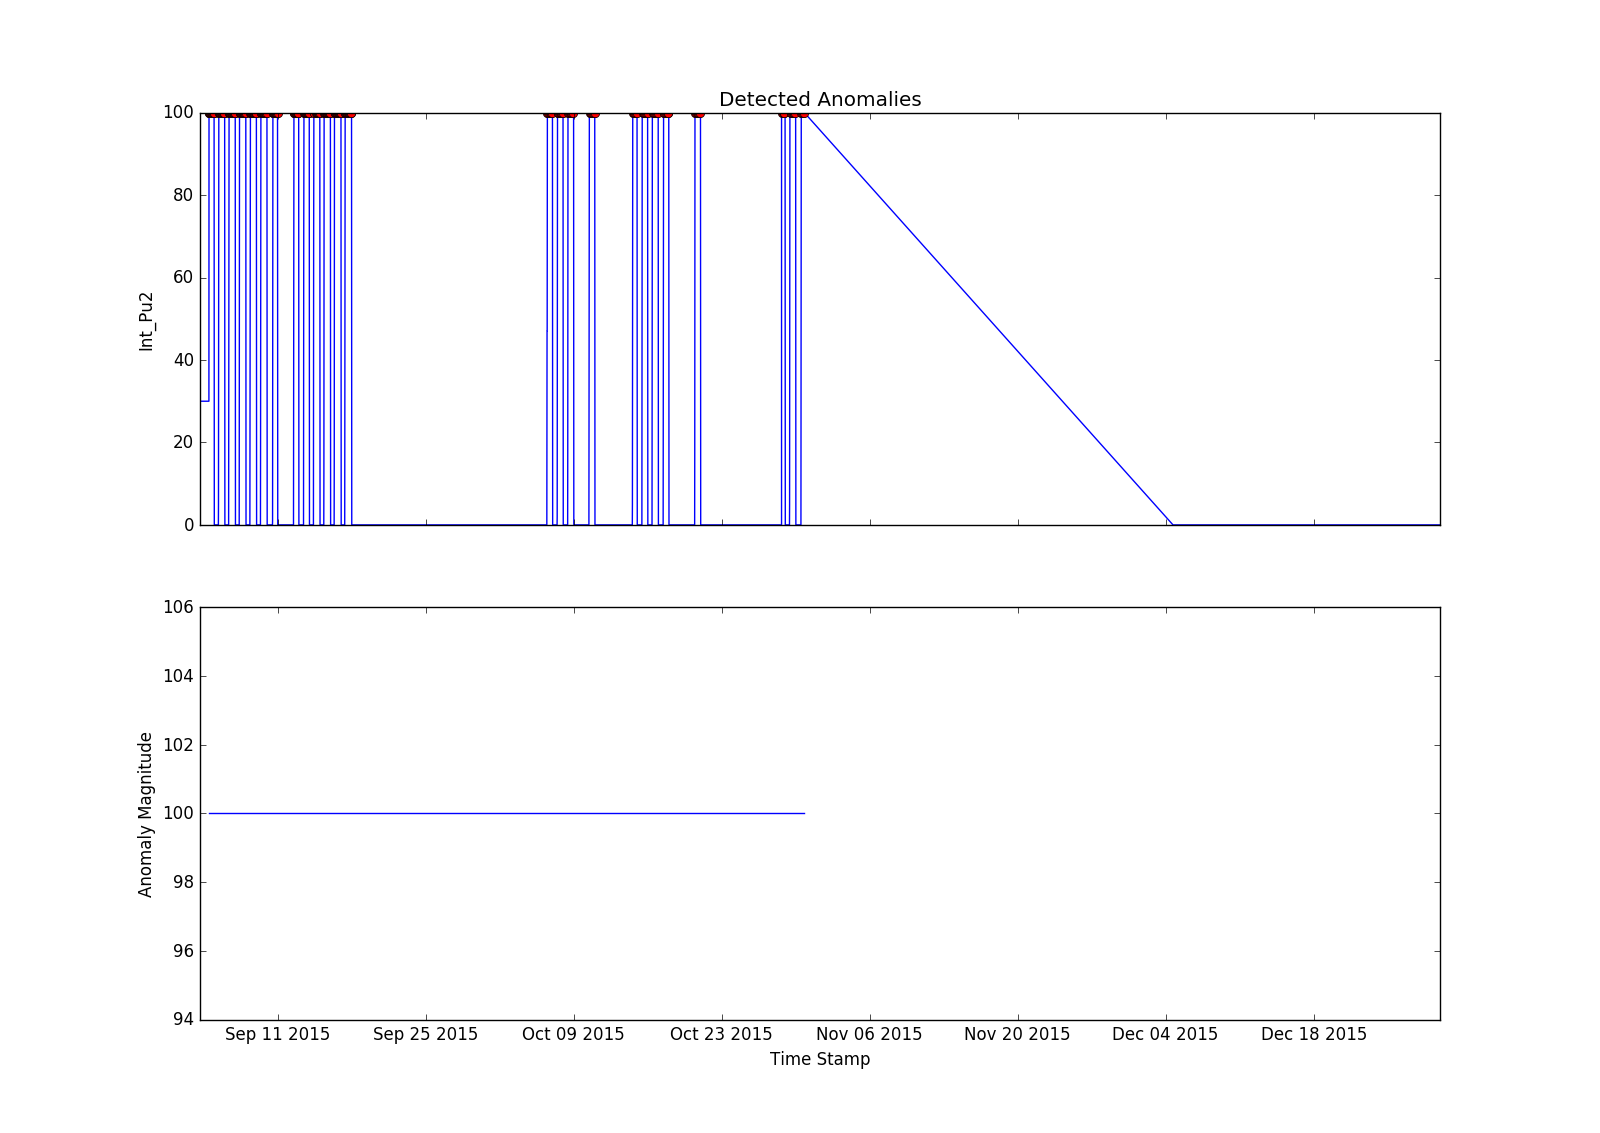 Detected Anomalies
100
80
60
40
20
0
Int_Pu2
106
104
102
100
98
96
94
Anomaly Magnitude
Sep 11 2015 Sep 25 2015 Oct 09 2015 Oct 23 2015 Nov 06 2015 Nov 20 2015 Dec 04 2015 Dec 18 2015
Time Stamp